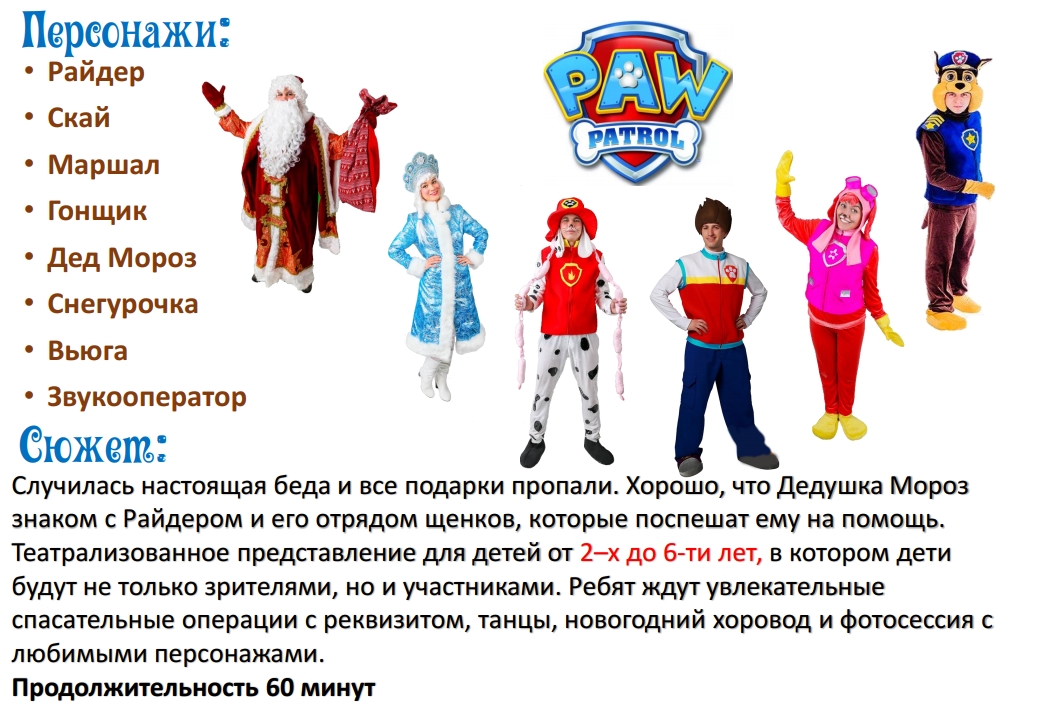 Персонажи:
• Райдер
• Скай
• Маршал
• Гонщик
• Дед Мороз
• Снегурочка
• Вьюга
• Звукооператор
PAW
PATROL
Сюжет:
Случилась настоящая беда и все подарки пропали. Хорошо, что Дедушка Мороз
знаком с Райдером и его отрядом щенков, которые поспешат ему на помощь.
Театрализованное представление для детей от 2–х до 6-ти лет, в котором дети
будут не только зрителями, но и участниками. Ребят ждут увлекательные
спасательные операции с реквизитом, танцы, новогодний хоровод и фотосессия с
любимыми персонажами.
Продолжительность 60 минут